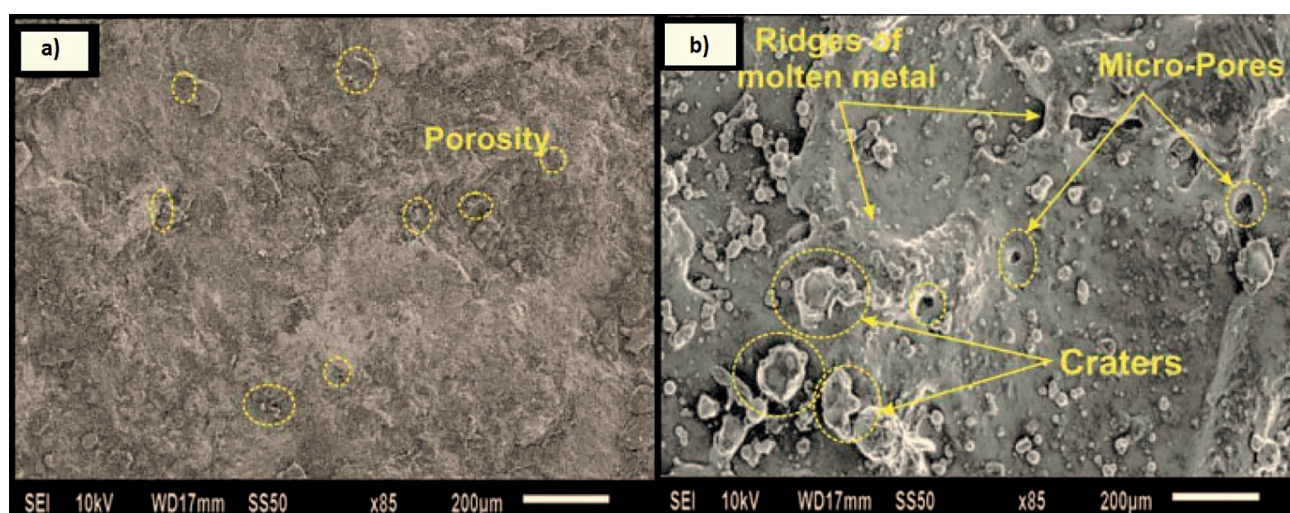 a)
Porosity
SEI 10kV WD17mm SS50 x85 200µm
b)
Ridges of
molten metal
Micro-Pores
Craters
SEI 10kV WD17mm SS50 x85 200µm